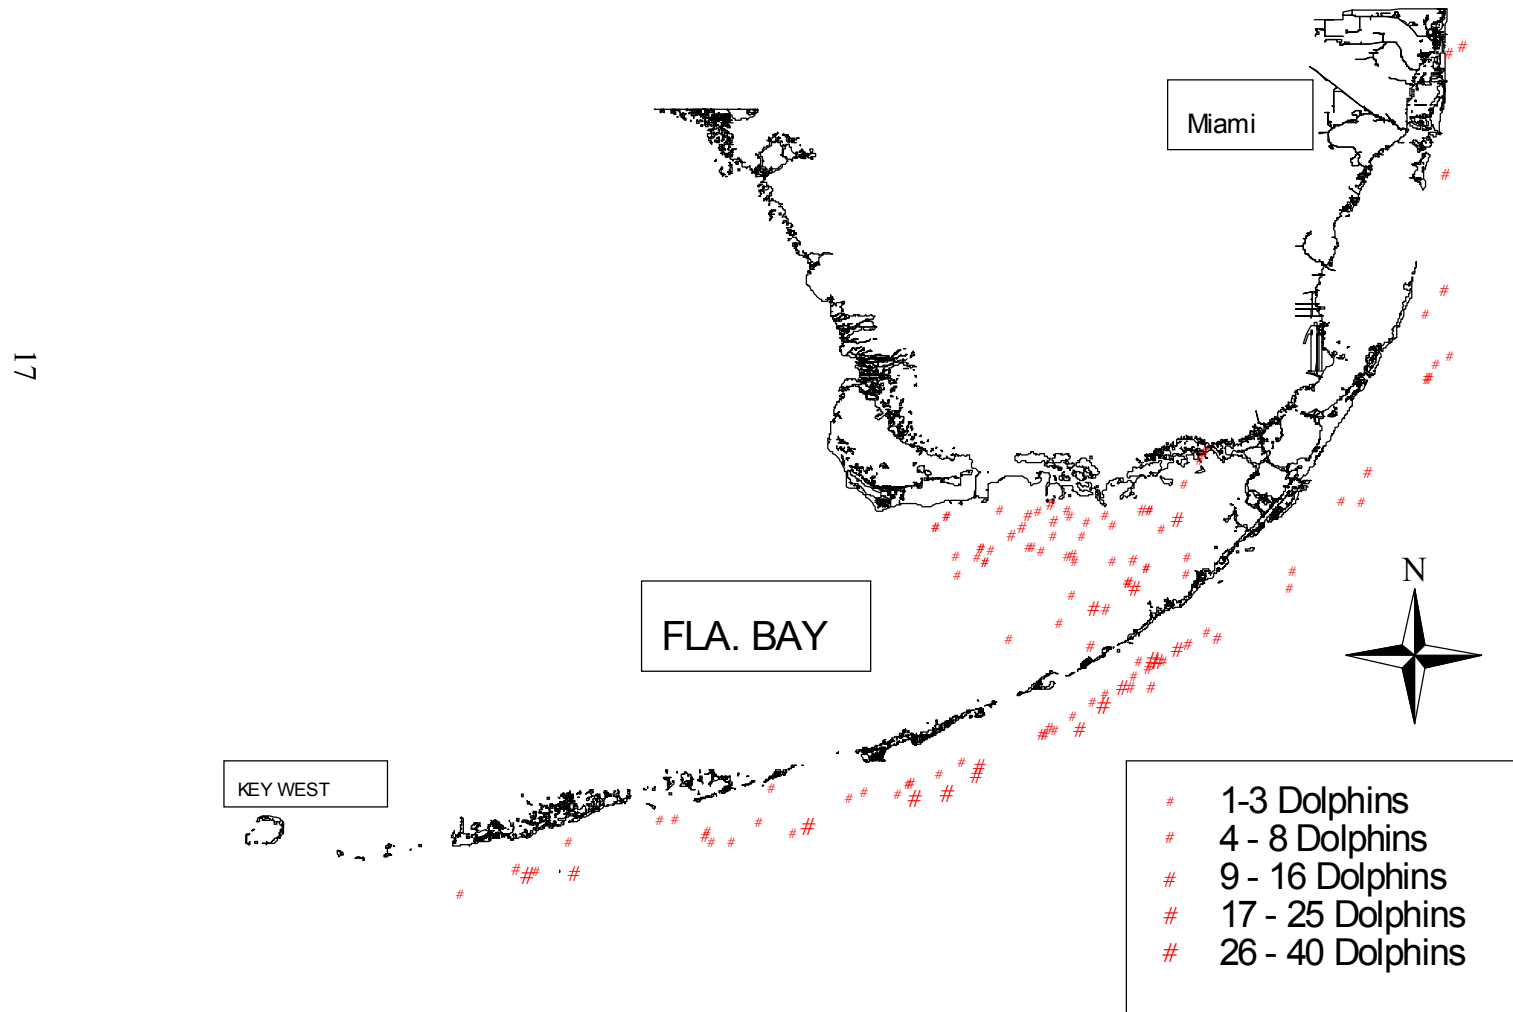 Miami
17
N
FLA. BAY
KEY WEST
# 1-3 Dolphins
# 4 - 8 Dolphins
# 9 - 16 Dolphins
# 17 - 25 Dolphins
# 26 - 40 Dolphins